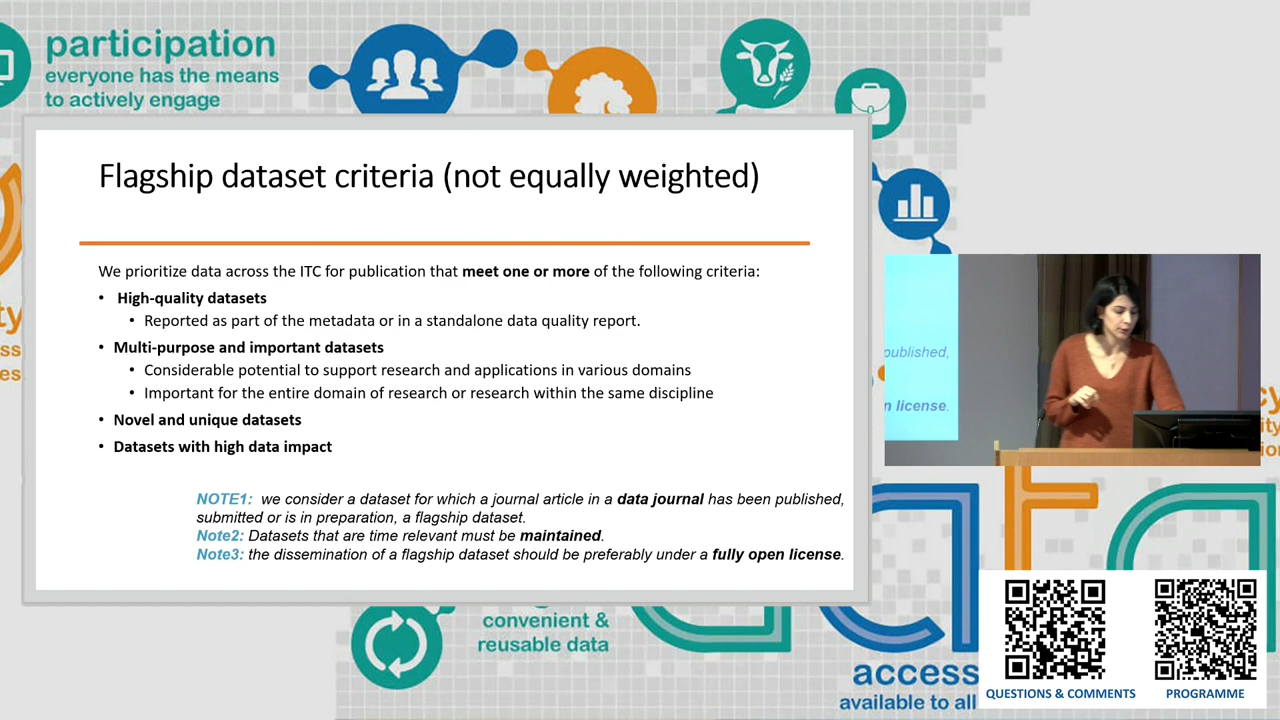 participation
everyone has the means
to actively engage
Flagship dataset criteria (not equally weighted)
We prioritize data across the ITC for publication that meet one or more of the following criteria:
• High-quality datasets
• Reported as part of the metadata or in a standalone data quality report.
• Multi-purpose and important datasets
• Considerable potential to support research and applications in various domains
• Important for the entire domain of research or research within the same discipline
• Novel and unique datasets
• Datasets with high data impact
NOTE1: we consider a dataset for which a journal article in a data journal has been published,
submitted or is in preparation, a flagship dataset.
Note2: Datasets that are time relevant must be maintained.
Note3: the dissemination of a flagship dataset should be preferably under a fully open license.
published,
n license.
convenient &
reusable data
access
available to all
QUESTIONS & COMMENTS
PROGRAMME